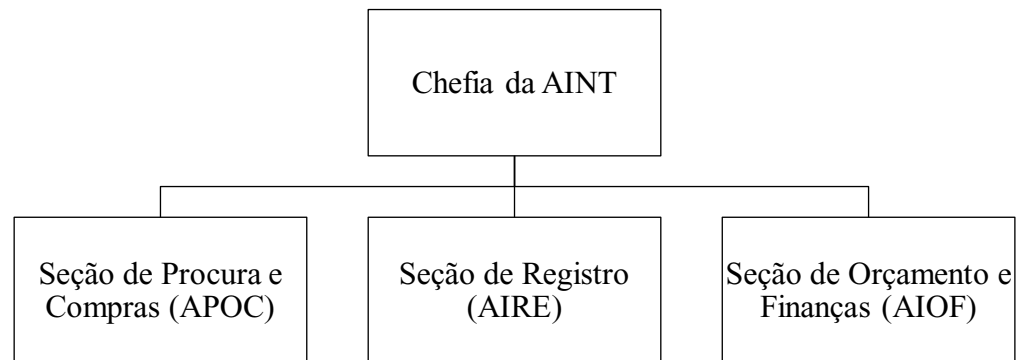 Chefia da AINT
Seção de Procura e
Compras (APOC)
Seção de Registro
(AIRE)
Seção de Orçamento e
Finanças (AIOF)